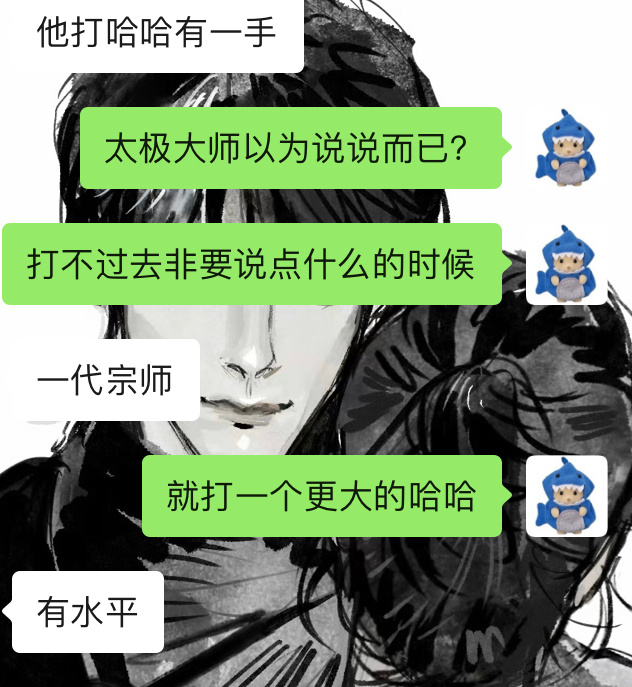 他打哈哈有一手
太极大师以为说说而已?
打不过去非要说点什么的时候
一代宗师
就打一个更大的哈哈
有水平